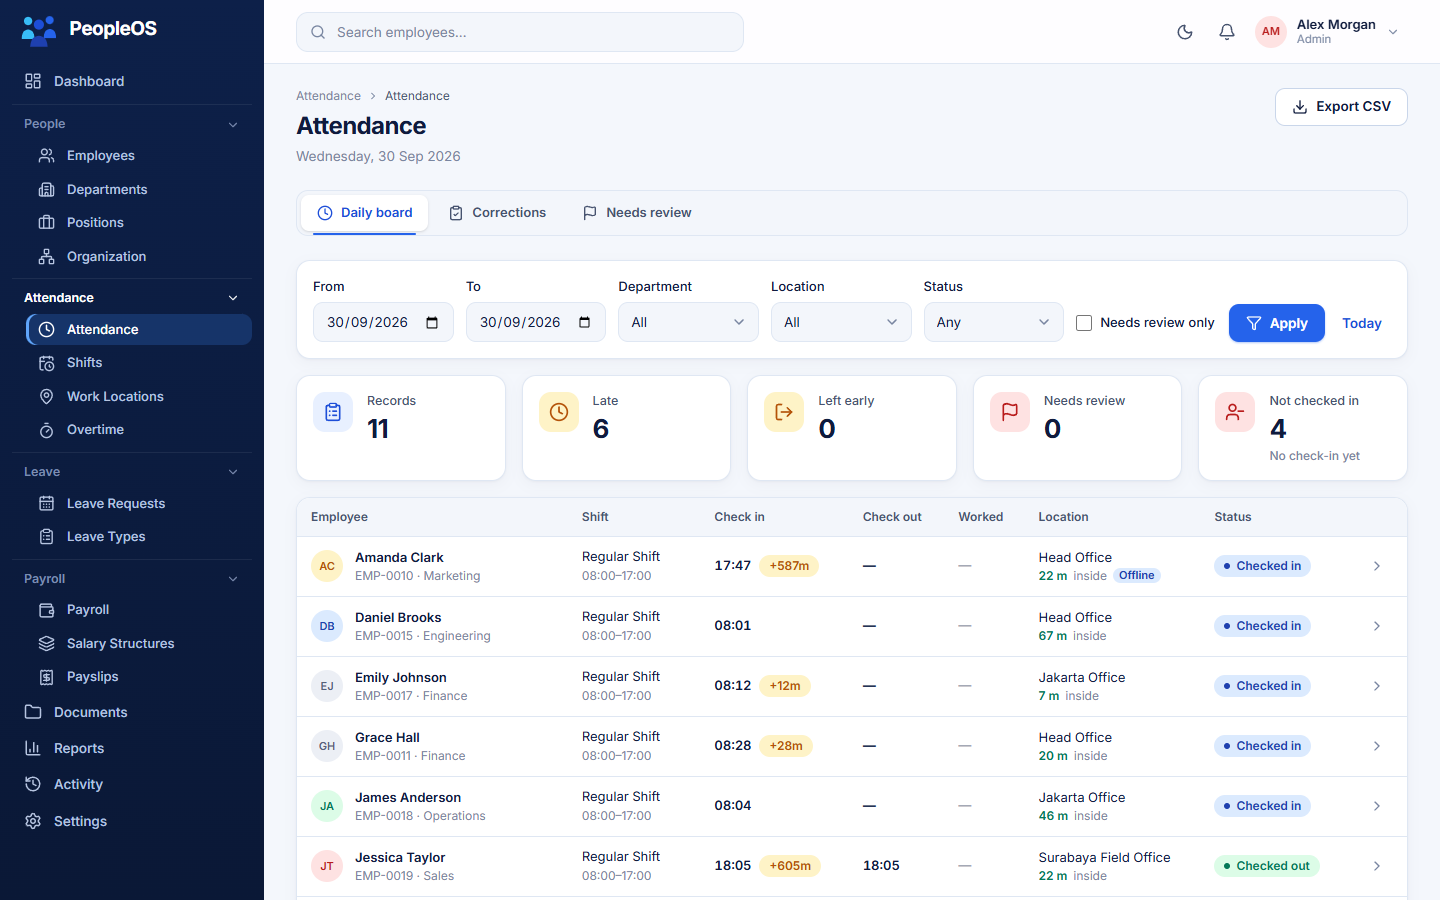 PeopleOS
Dashboard
People
Employees
Departments
Positions
Organization
Attendance
Attendance
Shifts
Work Locations
Overtime
Leave
Leave Requests
Leave Types
Payroll
Payroll
Salary Structures
Payslips
Documents
Reports
Activity
Settings
Search employees...
AM
Alex Morgan
Admin
Attendance > Attendance
Attendance
Wednesday, 30 Sep 2026
Export CSV
Daily board
Corrections
Needs review
From
30/09/2026
To
30/09/2026
Department
All
Location
All
Status
Any
Needs review only
Apply
Today
Records
11
Late
6
Left early
0
Needs review
0
Not checked in
4
No check-in yet
Employee Shift Check in Check out Worked Location Status
AC Amanda Clark Regular Shift 17:47 +587m — — Head Office Checked in
EMP-0010 · Marketing 08:00–17:00 22 m inside Offline
DB Daniel Brooks Regular Shift 08:01 — — Head Office Checked in
EMP-0015 · Engineering 08:00–17:00 67 m inside
EJ Emily Johnson Regular Shift 08:12 +12m — — Jakarta Office Checked in
EMP-0017 · Finance 08:00–17:00 7 m inside
GH Grace Hall Regular Shift 08:28 +28m — — Head Office Checked in
EMP-0011 · Finance 08:00–17:00 20 m inside
JA James Anderson Regular Shift 08:04 — — Jakarta Office Checked in
EMP-0018 · Operations 08:00–17:00 46 m inside
JT Jessica Taylor Regular Shift 18:05 +605m 18:05 — Surabaya Field Office Checked out
EMP-0019 · Sales 08:00–17:00 22 m inside